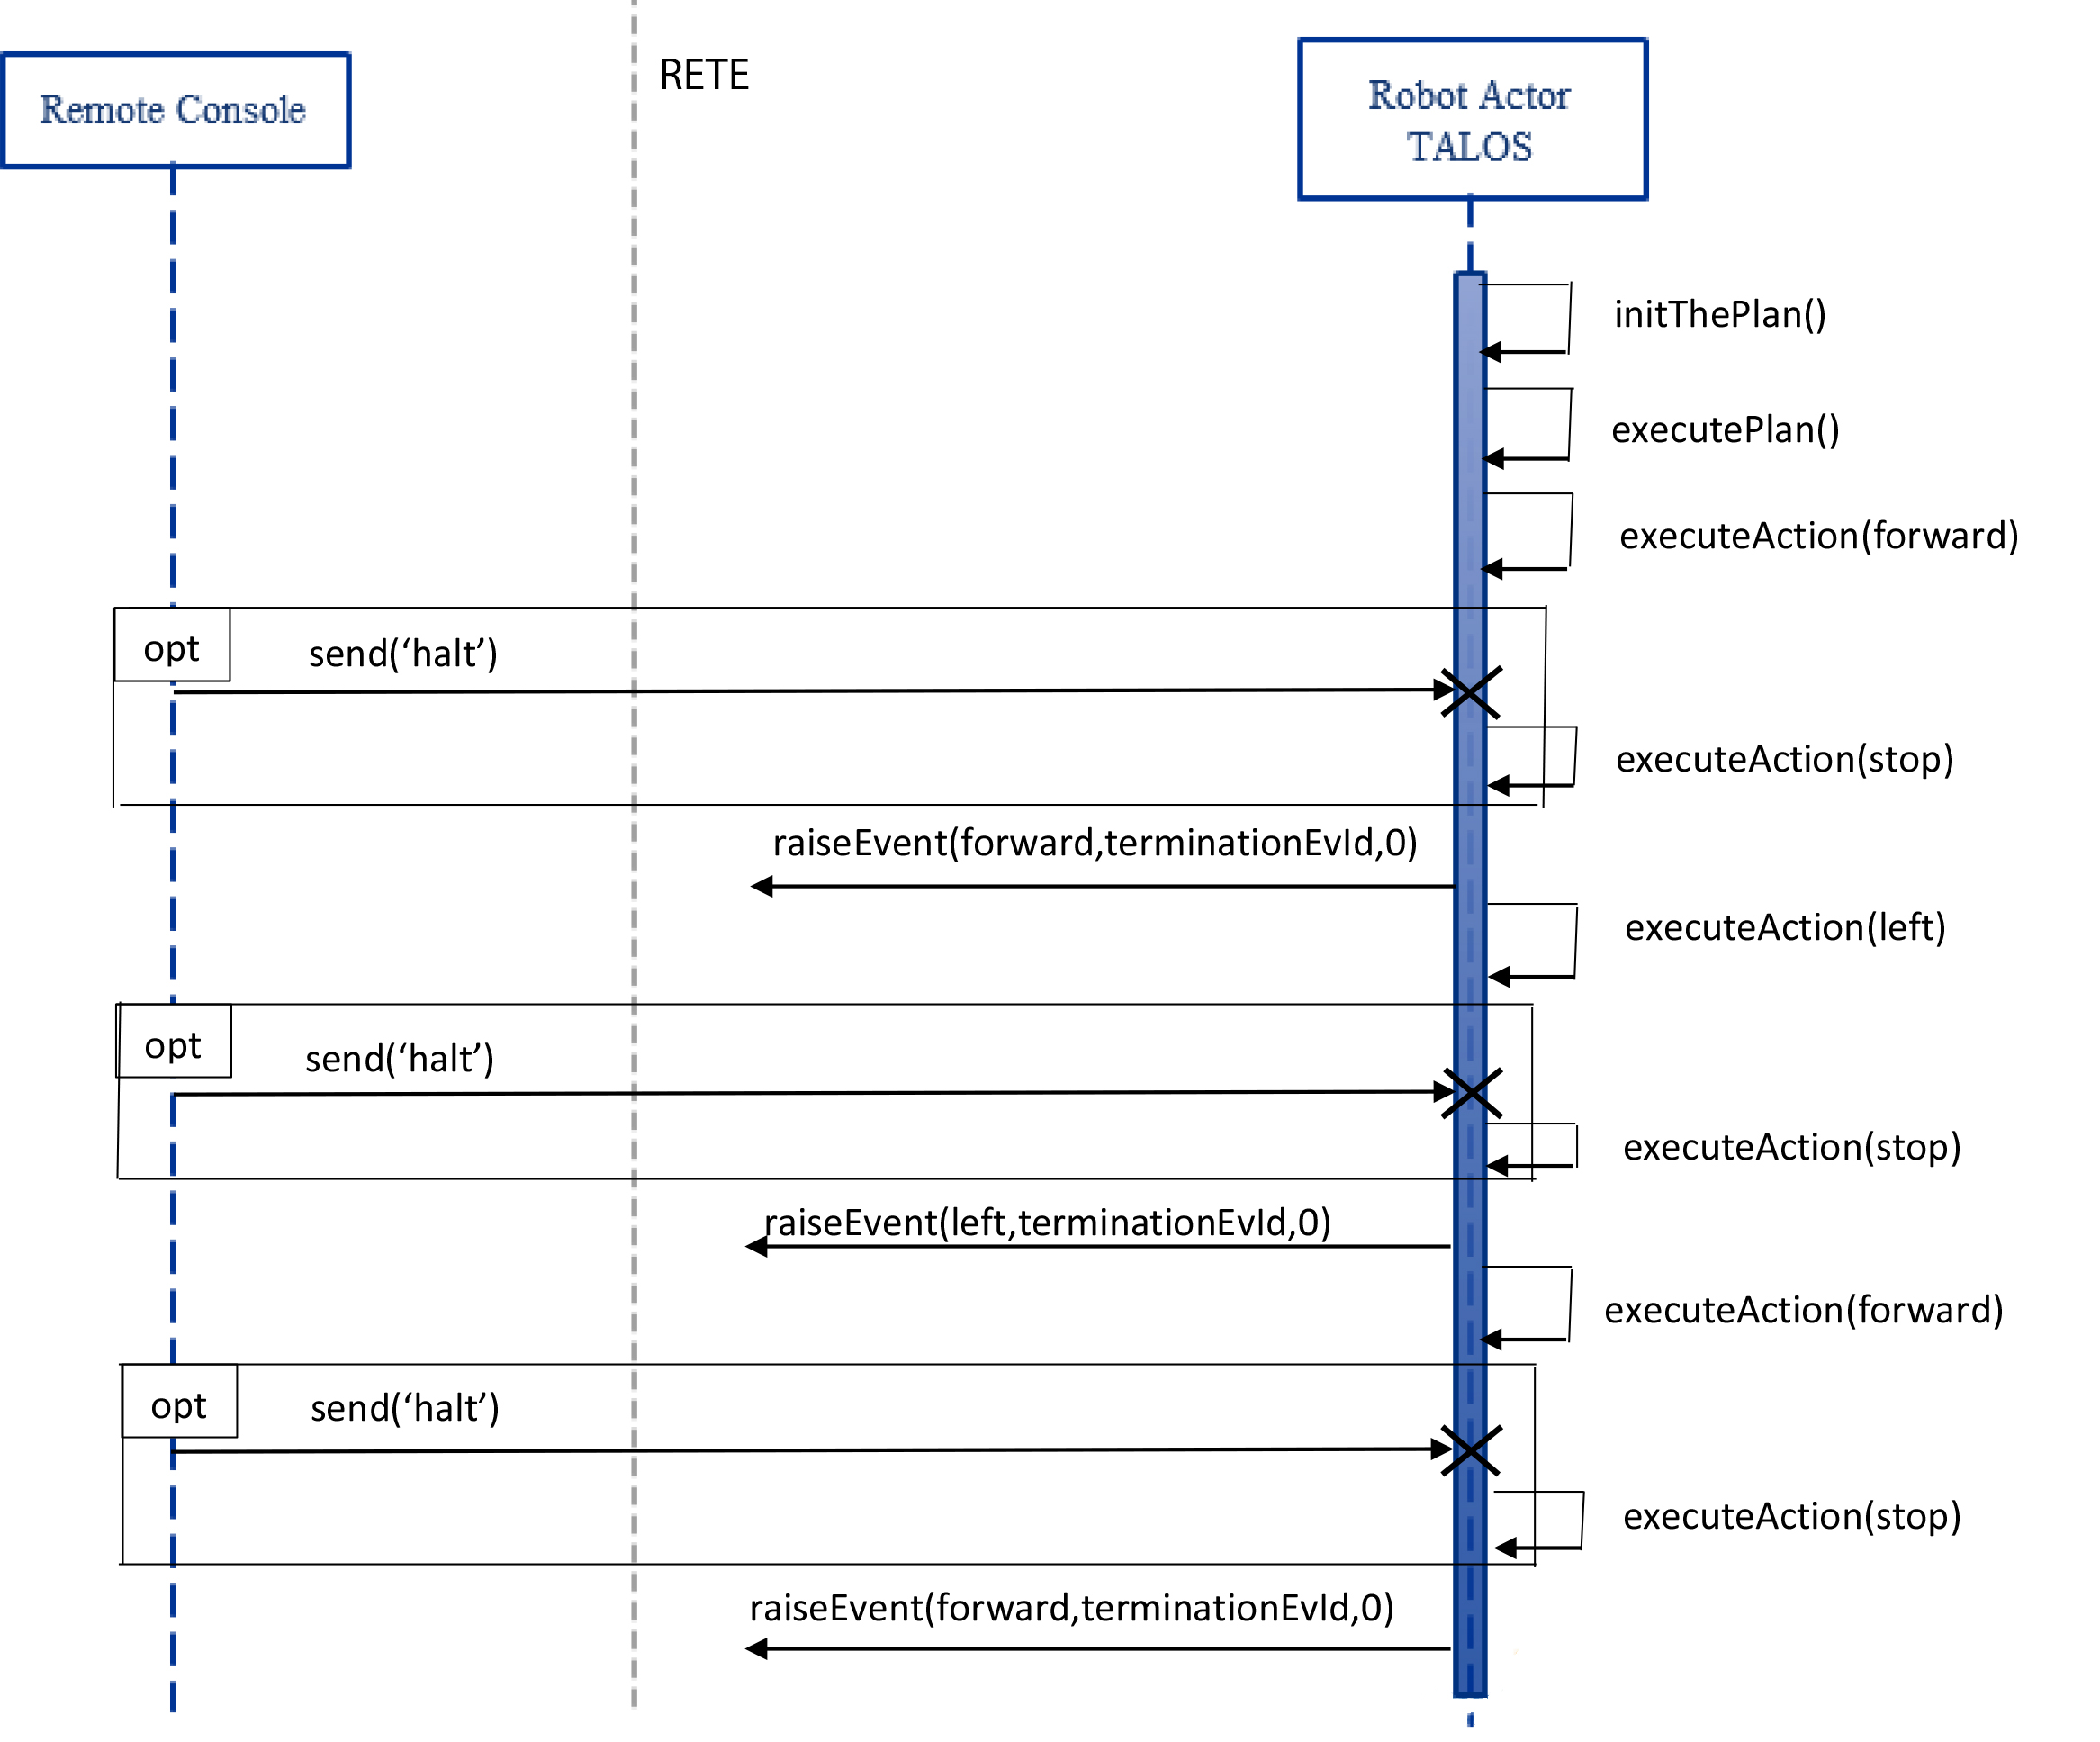 RETE
Remote Console
Robot Actor
TALOS
initThePlan()
executePlan()
executeAction(forward)
opt
send(‘halt’)
executeAction(stop)
raiseEvent(forward,terminationEvId,0)
executeAction(left)
opt
send(‘halt’)
executeAction(stop)
raiseEvent(left,terminationEvId,0)
executeAction(forward)
opt
send(‘halt’)
executeAction(stop)
raiseEvent(forward,terminationEvId,0)